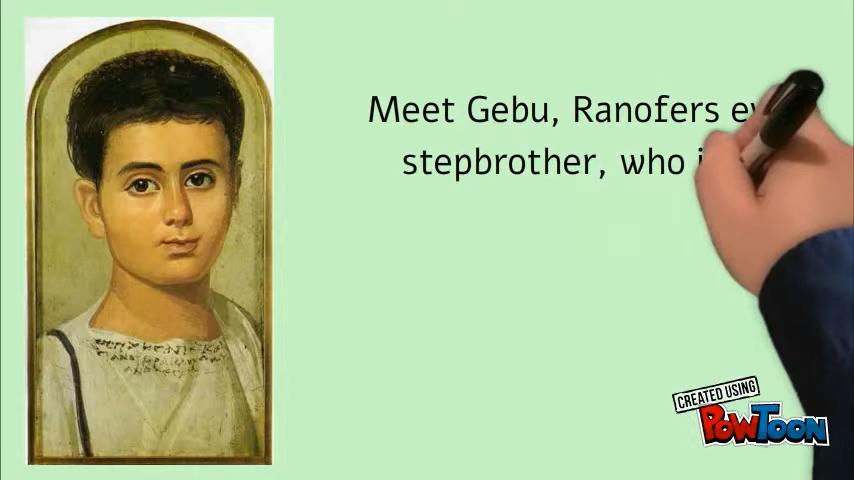 Meet Gebu, Ranofers
stepbrother, who
CREATED USING
POWTOON